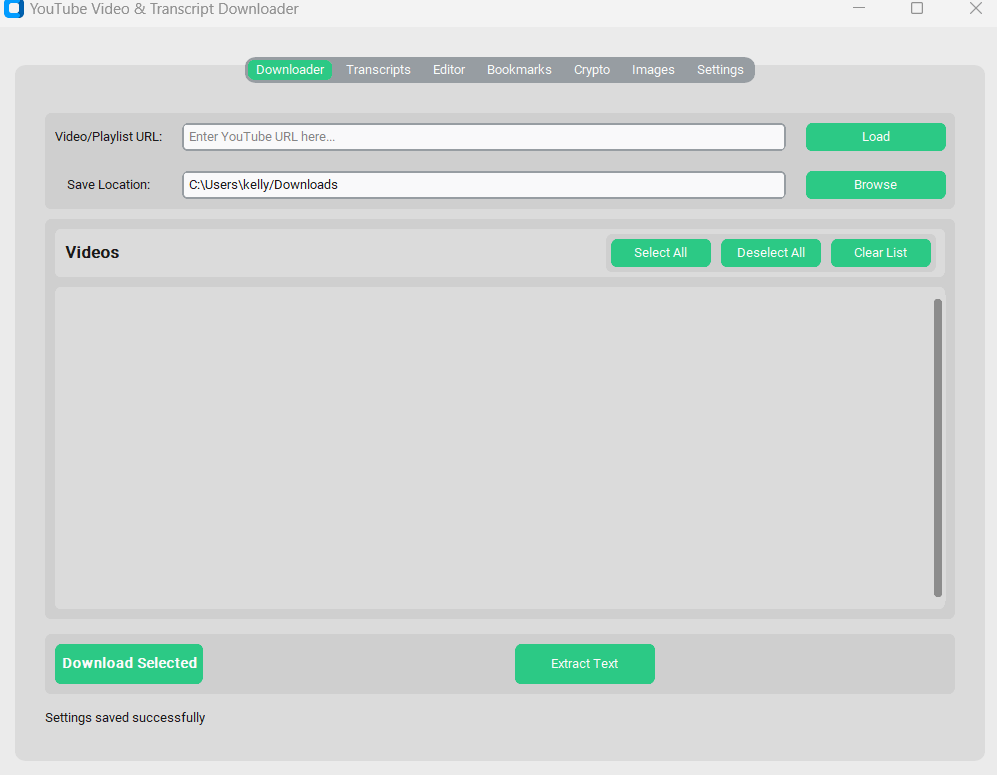 YouTube Video & Transcript Downloader
Downloader Transcripts Editor Bookmarks Crypto Images Settings
Video/Playlist URL: Enter YouTube URL here... Load
Save Location: C:\Users\kelly/Downloads Browse
Videos Select All Deselect All Clear List
Download Selected Extract Text
Settings saved successfully